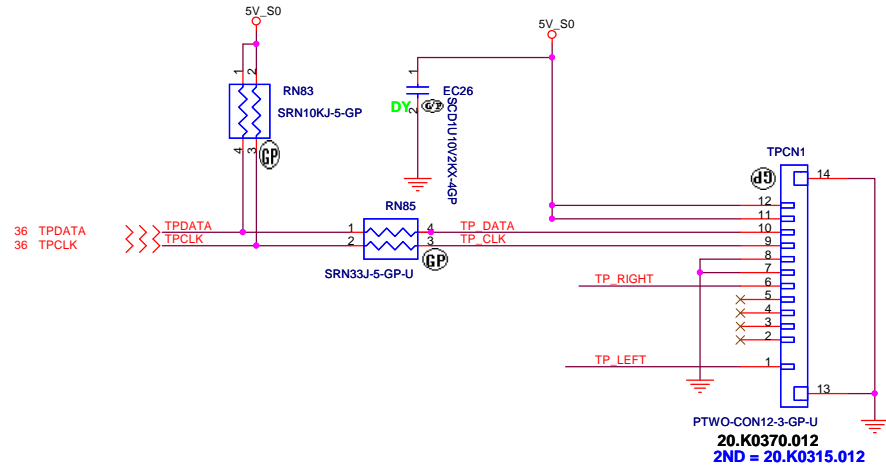 5V_S0
5V_S0
1 2
RN83
SRN10KJ-5-GP
4 3
GP
1
EC26
DY
2
G/P
SCD1U10V2KX-4GP
TPCN1
GP
14
12
11
10
9
8
7
6
5
4
3
2
1
13
36 TPDATA
36 TPCLK
TPDATA
TPCLK
1
2
RN85
4
3
SRN33J-5-GP-U
GP
TP_DATA
TP_CLK
TP_RIGHT
TP_LEFT
PTWO-CON12-3-GP-U
20.K0370.012
2ND = 20.K0315.012